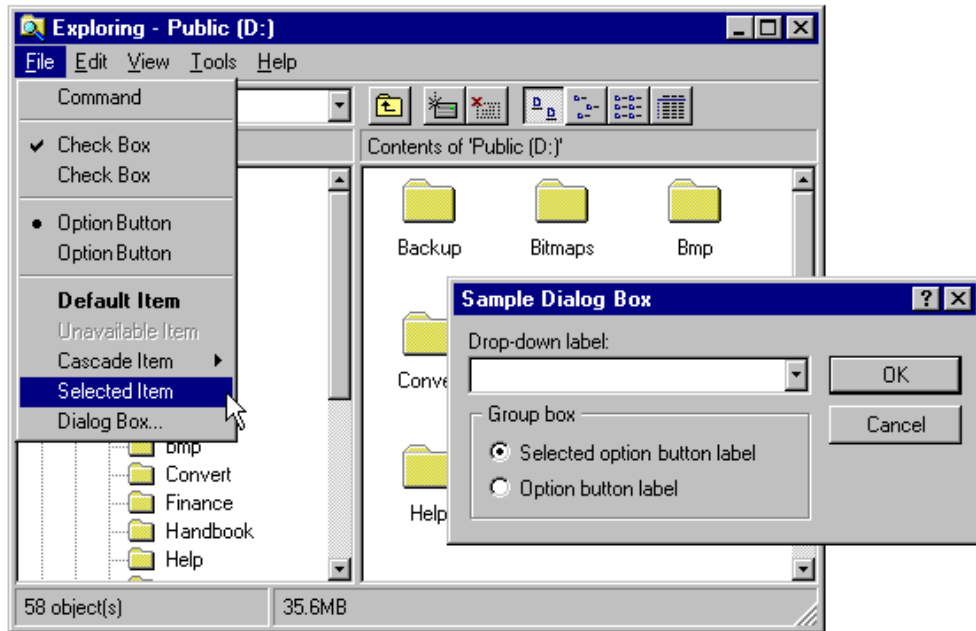 Exploring - Public (D:)
File Edit View Tools Help
Command
Check Box
Check Box
Option Button
Option Button
Default Item
Unavailable Item
Cascade Item
Selected Item
Dialog Box...
Contents of 'Public (D:)'
Backup Bitmaps Bmp
Conve
Help
Bmp
Convert
Finance
Handbook
Help
58 object(s) 35.6MB
Sample Dialog Box
Drop-down label:
OK
Cancel
Group box
Selected option button label
Option button label